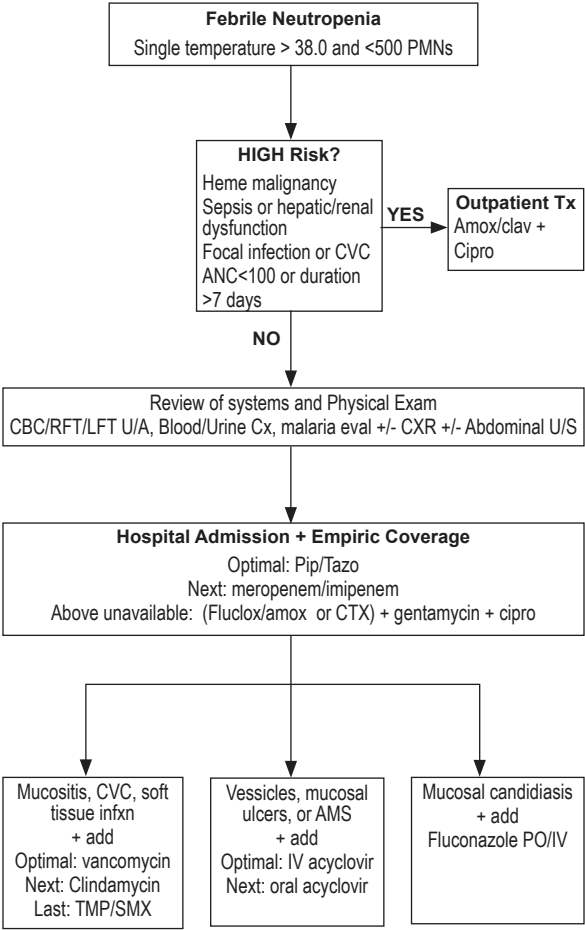 Febrile Neutropenia
Single temperature > 38.0 and <500 PMNs
HIGH Risk?
Heme malignancy
Sepsis or hepatic/renal
dysfunction
Focal infection or CVC
ANC<100 or duration
>7 days
YES
Outpatient Tx
Amox/clav +
Cipro
NO
Review of systems and Physical Exam
CBC/RFT/LFT U/A, Blood/Urine Cx, malaria eval +/- CXR +/- Abdominal U/S
Hospital Admission + Empiric Coverage
Optimal: Pip/Tazo
Next: meropenem/imipenem
Above unavailable: (Fluclox/amox or CTX) + gentamycin + cipro
Mucositis, CVC, soft
tissue infxn
+ add
Optimal: vancomycin
Next: Clindamycin
Last: TMP/SMX
Vessicles, mucosal
ulcers, or AMS
+ add
Optimal: IV acyclovir
Next: oral acyclovir
Mucosal candidiasis
+ add
Fluconazole PO/IV